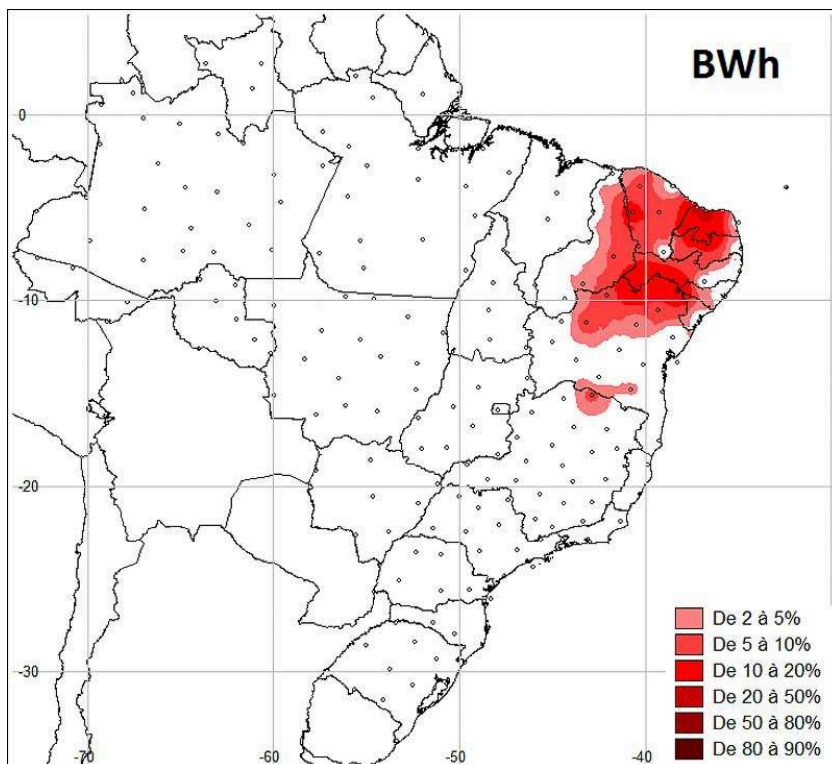 BWh
0
-10
-20
-30
-70
-60
-50
-40
De 2 à 5%
De 5 à 10%
De 10 à 20%
De 20 à 50%
De 50 à 80%
De 80 à 90%